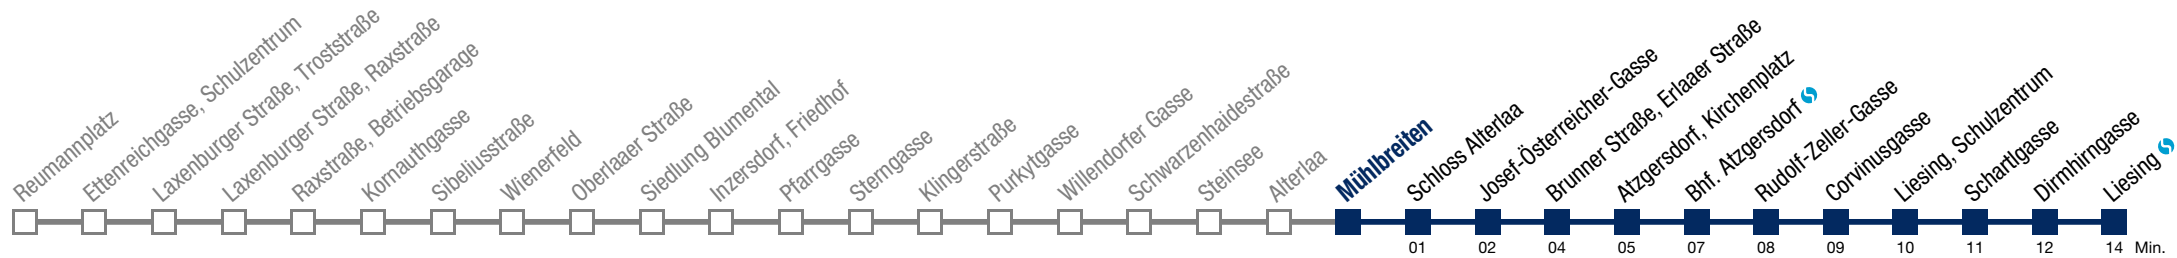 Reumannplatz
Ettenreichgasse, Schulzentrum
Laxenburger Straße, Troststraße
Laxenburger Straße, Raxstraße
Raxstraße, Betriebsgarage
Kornauthgasse
Sibeliusstraße
Wienerfeld
Oberlaaer Straße
Siedlung Blumental
Inzersdorf, Friedhof
Pfarrgasse
Sterngasse
Klingerstraße
Purkytgasse
Willendorfer Gasse
Schwarzenhaidestraße
Steinsee
Alterlaa
Mühlbreiten
Schloss Alterlaa
Josef-Österreicher-Gasse
Brunner Straße, Erlaaer Straße
Atzgersdorf, Kirchenplatz
Bhf. Atzgersdorf
Rudolf-Zeller-Gasse
Corvinusgasse
Liesing, Schulzentrum
Schartlgasse
Dirmhirngasse
Liesing
01 02 04 05 07 08 09 10 11 12 14 Min.